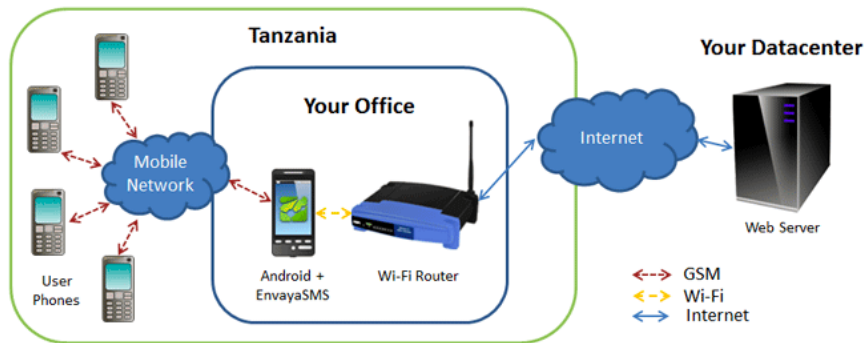 Tanzania
Your Datacenter
Your Office
Mobile
Network
Internet
User
Phones
Android +
EnvayaSMS
Wi-Fi Router
Web Server
GSM
Wi-Fi
Internet